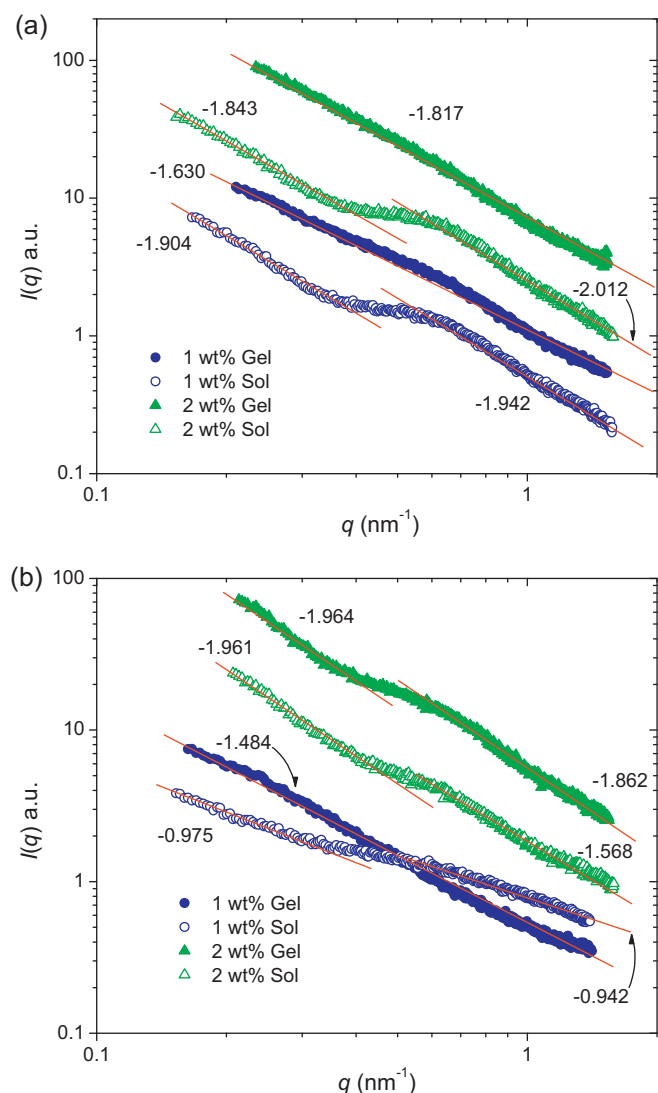 (a)
100
-1.843
-1.817
-1.630
10
-1.904
I(q) a.u.
-2.012
1
1 wt% Gel
1 wt% Sol
-1.942
2 wt% Gel
2 wt% Sol
0.1
0.1
1
q (nm⁻¹)
(b)
100
-1.964
-1.961
10
-1.484
-1.862
I(q) a.u.
-0.975
-1.568
1
1 wt% Gel
1 wt% Sol
2 wt% Gel
-0.942
2 wt% Sol
0.1
0.1
1
q (nm⁻¹)